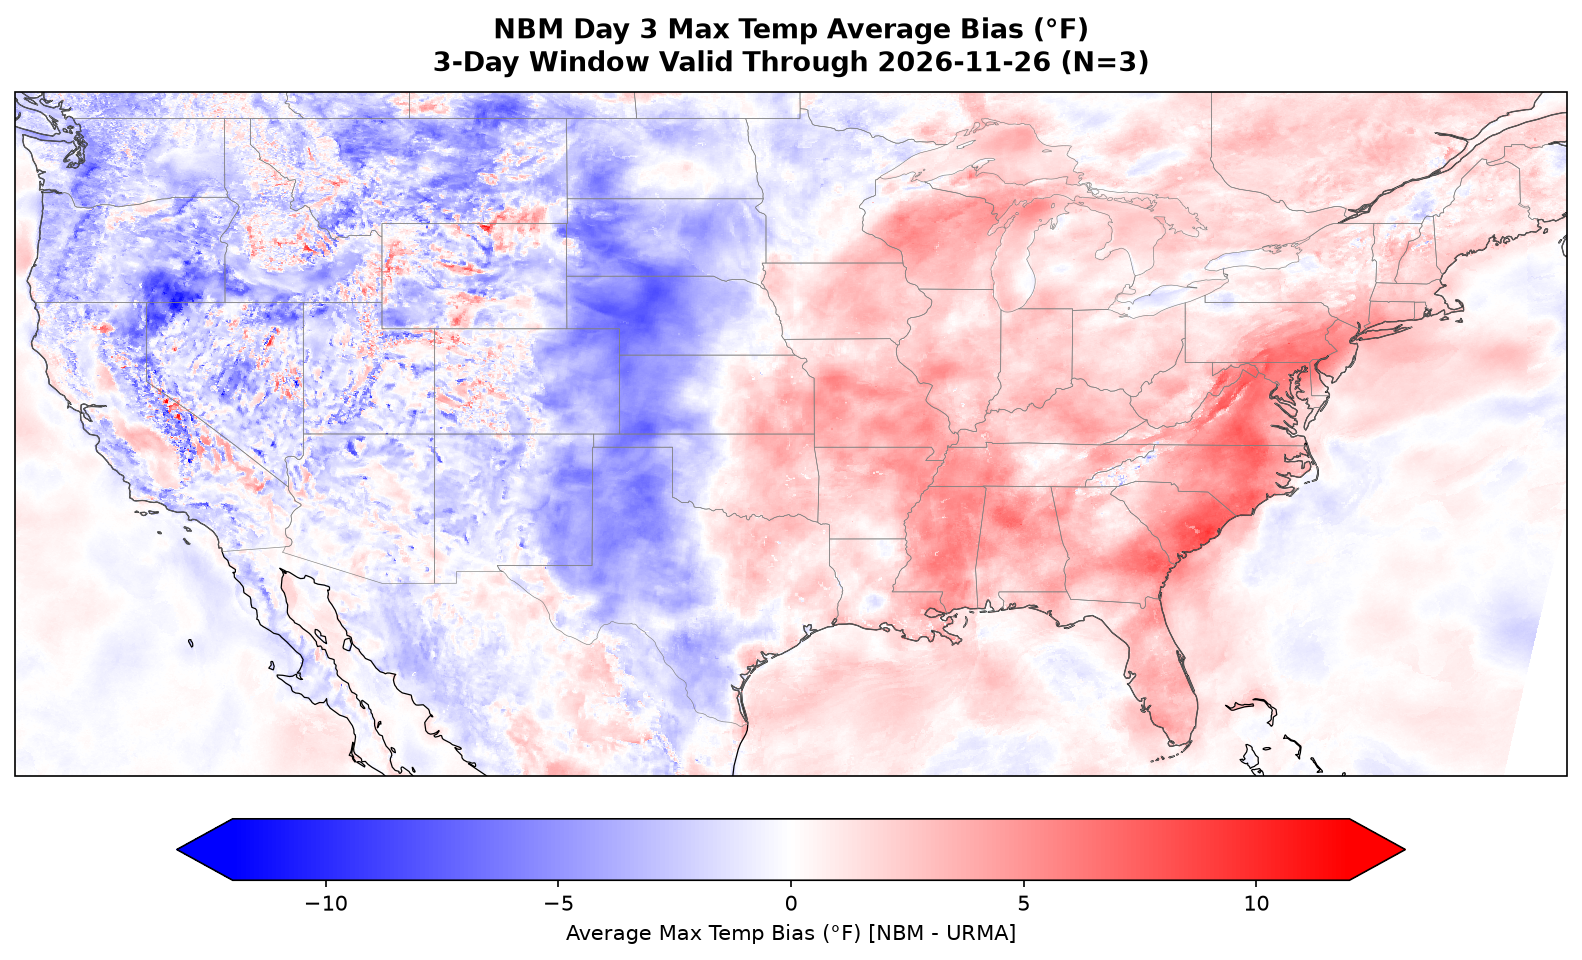 NBM Day 3 Max Temp Average Bias (°F)
3-Day Window Valid Through 2026-11-26 (N=3)
−10 −5 0 5 10
Average Max Temp Bias (°F) [NBM - URMA]